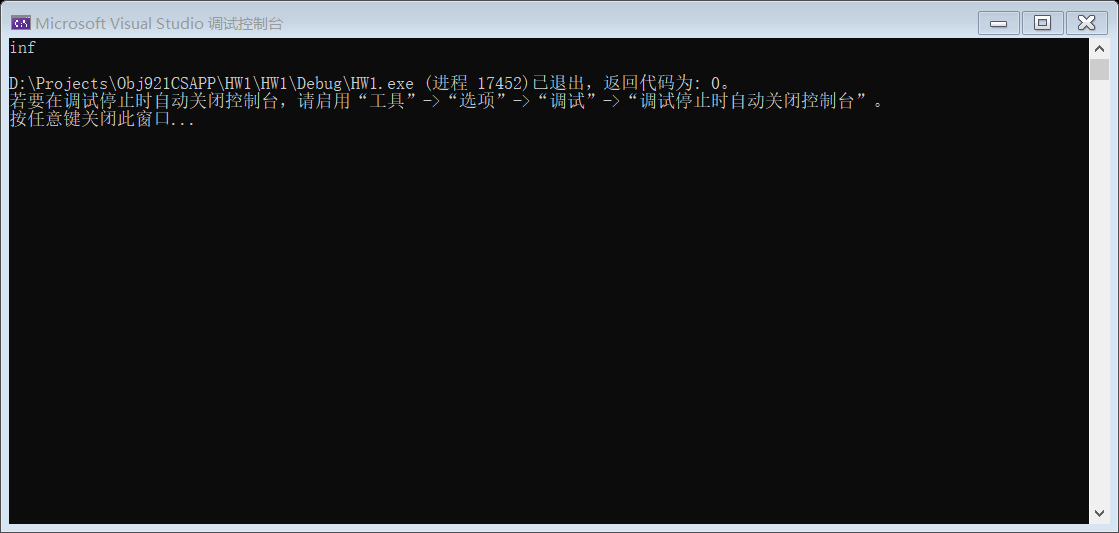 Microsoft Visual Studio 调试控制台
inf
D:\Projects\Obj921CSAPP\HW1\HW1\Debug\HW1.exe (进程 17452)已退出，返回代码为: 0。
若要在调试停止时自动关闭控制台，请启用“工具”->“选项”->“调试”->“调试停止时自动关闭控制台”。
按任意键关闭此窗口...